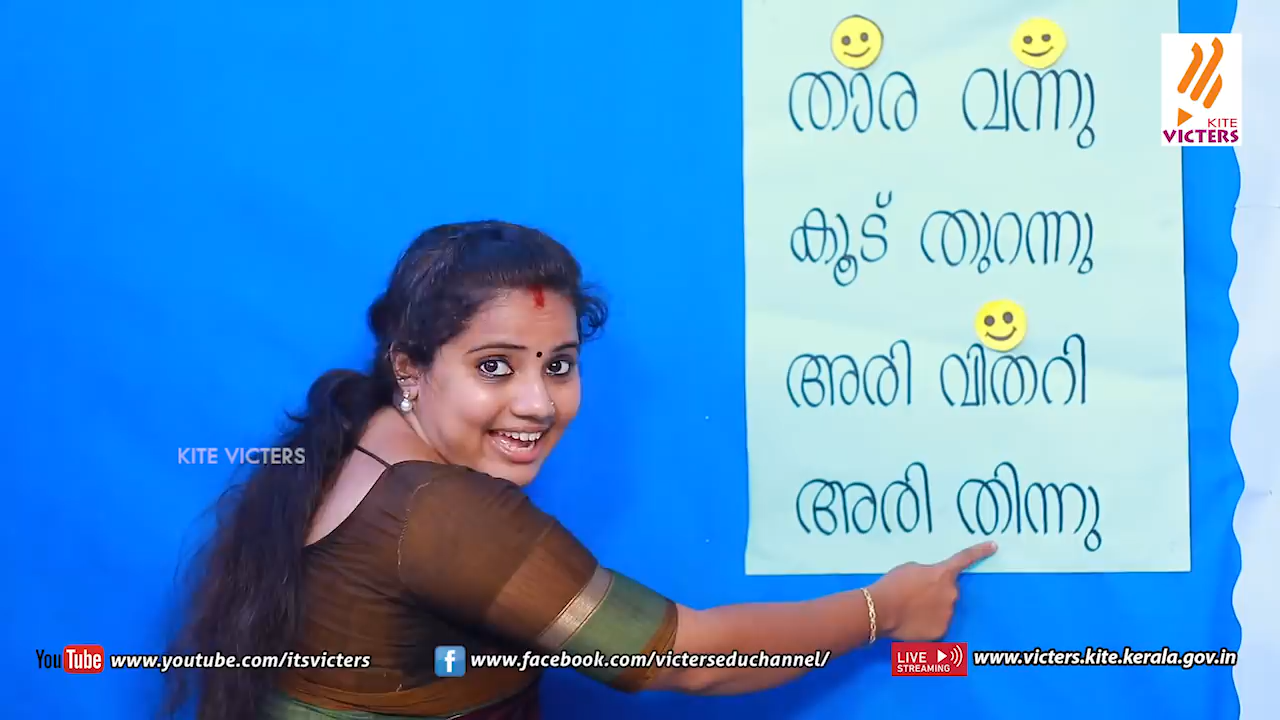 താര വന്നു
KITE
VICTERS
കൂട് തുറന്നു
അരി വിതറി
KITE VICTERS
അരി തിന്നു
YouTube www.youtube.com/itsvicters
f www.facebook.com/victerseduchannel/
LIVE
STREAMING
www.victers.kite.kerala.gov.in